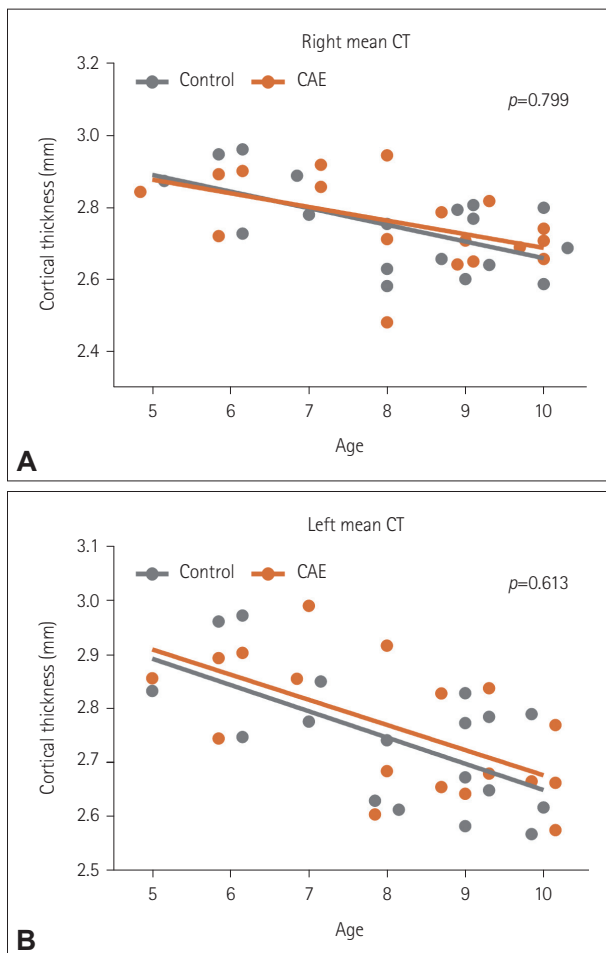 Right mean CT
3.2
Control CAE
p=0.799
3.0
2.8
2.6
2.4
Cortical thickness (mm)
5 6 7 8 9 10
Age
A
Left mean CT
3.1
Control CAE
p=0.613
3.0
2.9
2.8
2.7
2.6
2.5
Cortical thickness (mm)
5 6 7 8 9 10
Age
B